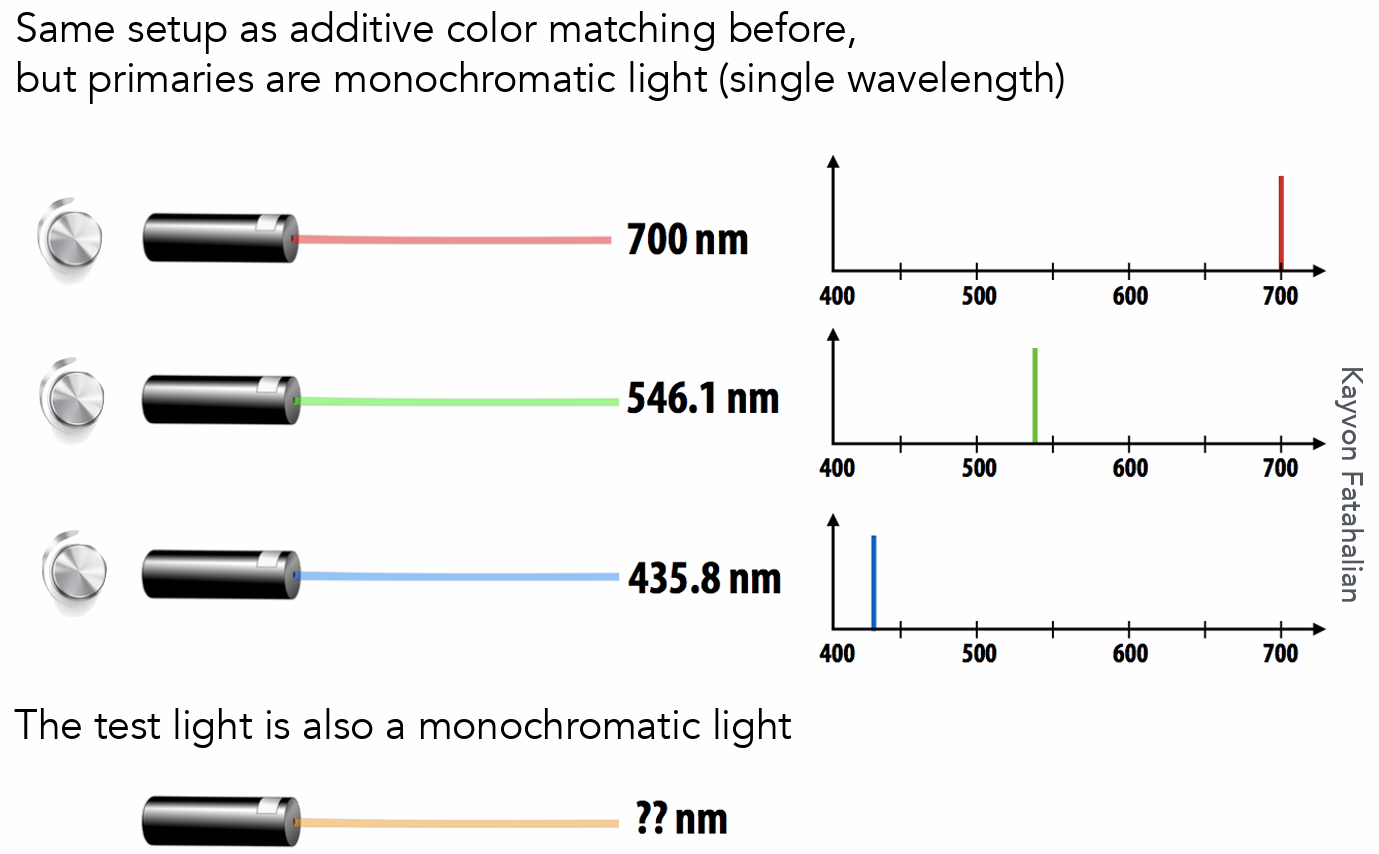 Same setup as additive color matching before,
but primaries are monochromatic light (single wavelength)
700 nm
400 500 600 700
546.1 nm
400 500 600 700
435.8 nm
400 500 600 700
Kayvon Fatahalian
The test light is also a monochromatic light
?? nm